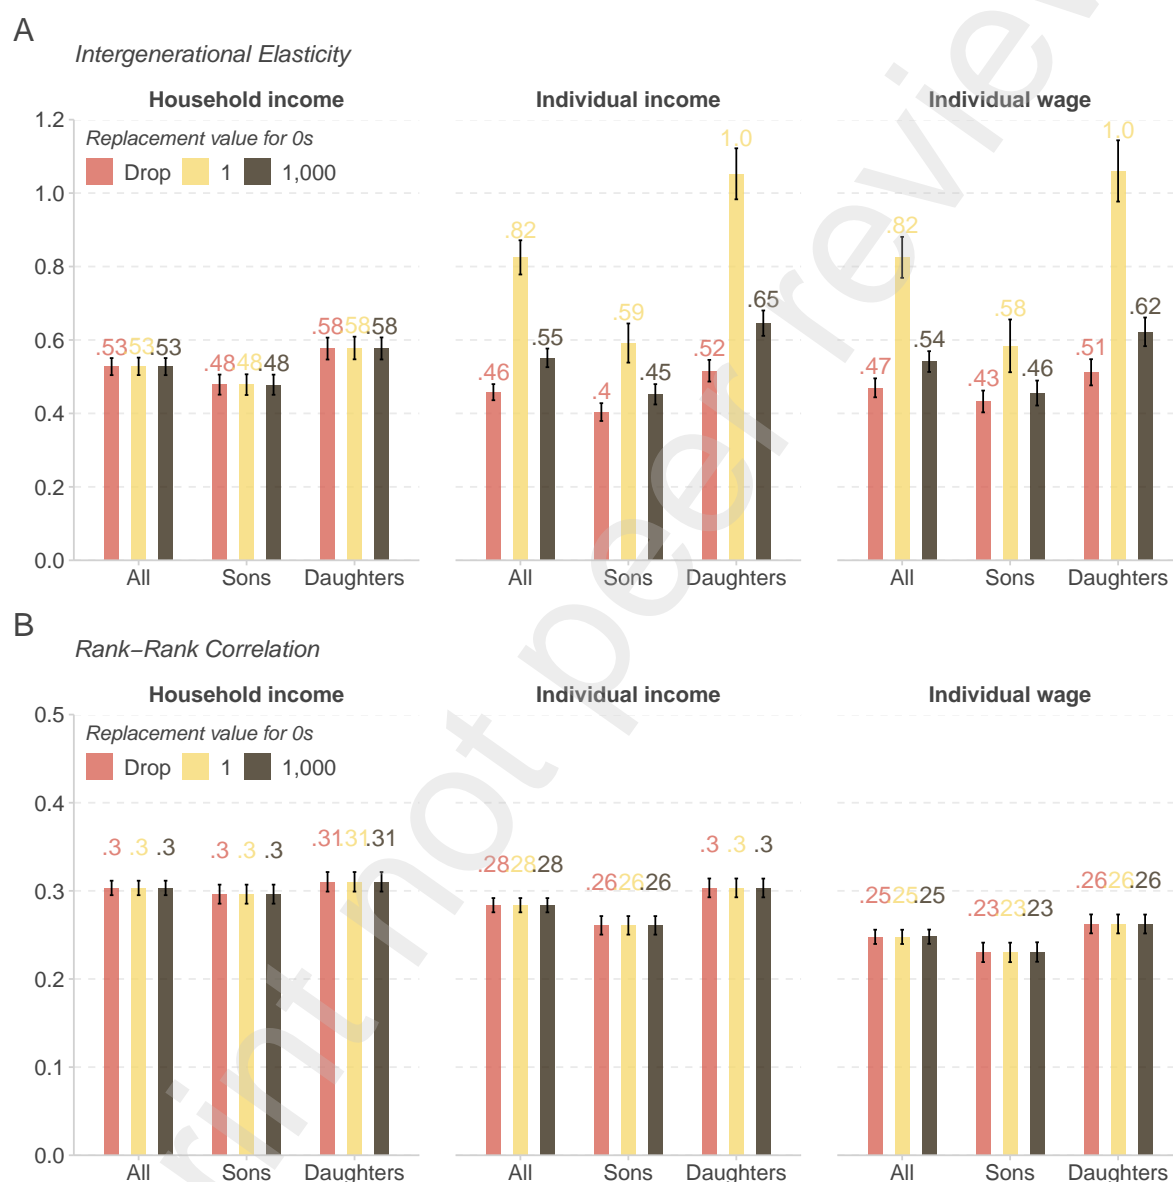 A
Intergenerational Elasticity
Household income Individual income Individual wage
Replacement value for 0s
Drop 1 1,000
1.2
1.0
0.8
0.6
0.4
0.2
0.0
.53 .53 .53 .48 .48 .48 .58 .58 .58
.46 .82 .55 .4 .59 .45 .52 1.0 .65
.47 .82 .54 .43 .58 .46 .51 1.0 .62
All Sons Daughters All Sons Daughters All Sons Daughters
B
Rank−Rank Correlation
Household income Individual income Individual wage
Replacement value for 0s
Drop 1 1,000
0.5
0.4
0.3
0.2
0.1
0.0
.3 .3 .3 .3 .3 .3 .31 .31 .31
.28 .28 .28 .26 .26 .26 .3 .3 .3
.25 .25 .25 .23 .23 .23 .26 .26 .26
All Sons Daughters All Sons Daughters All Sons Daughters
not peer review